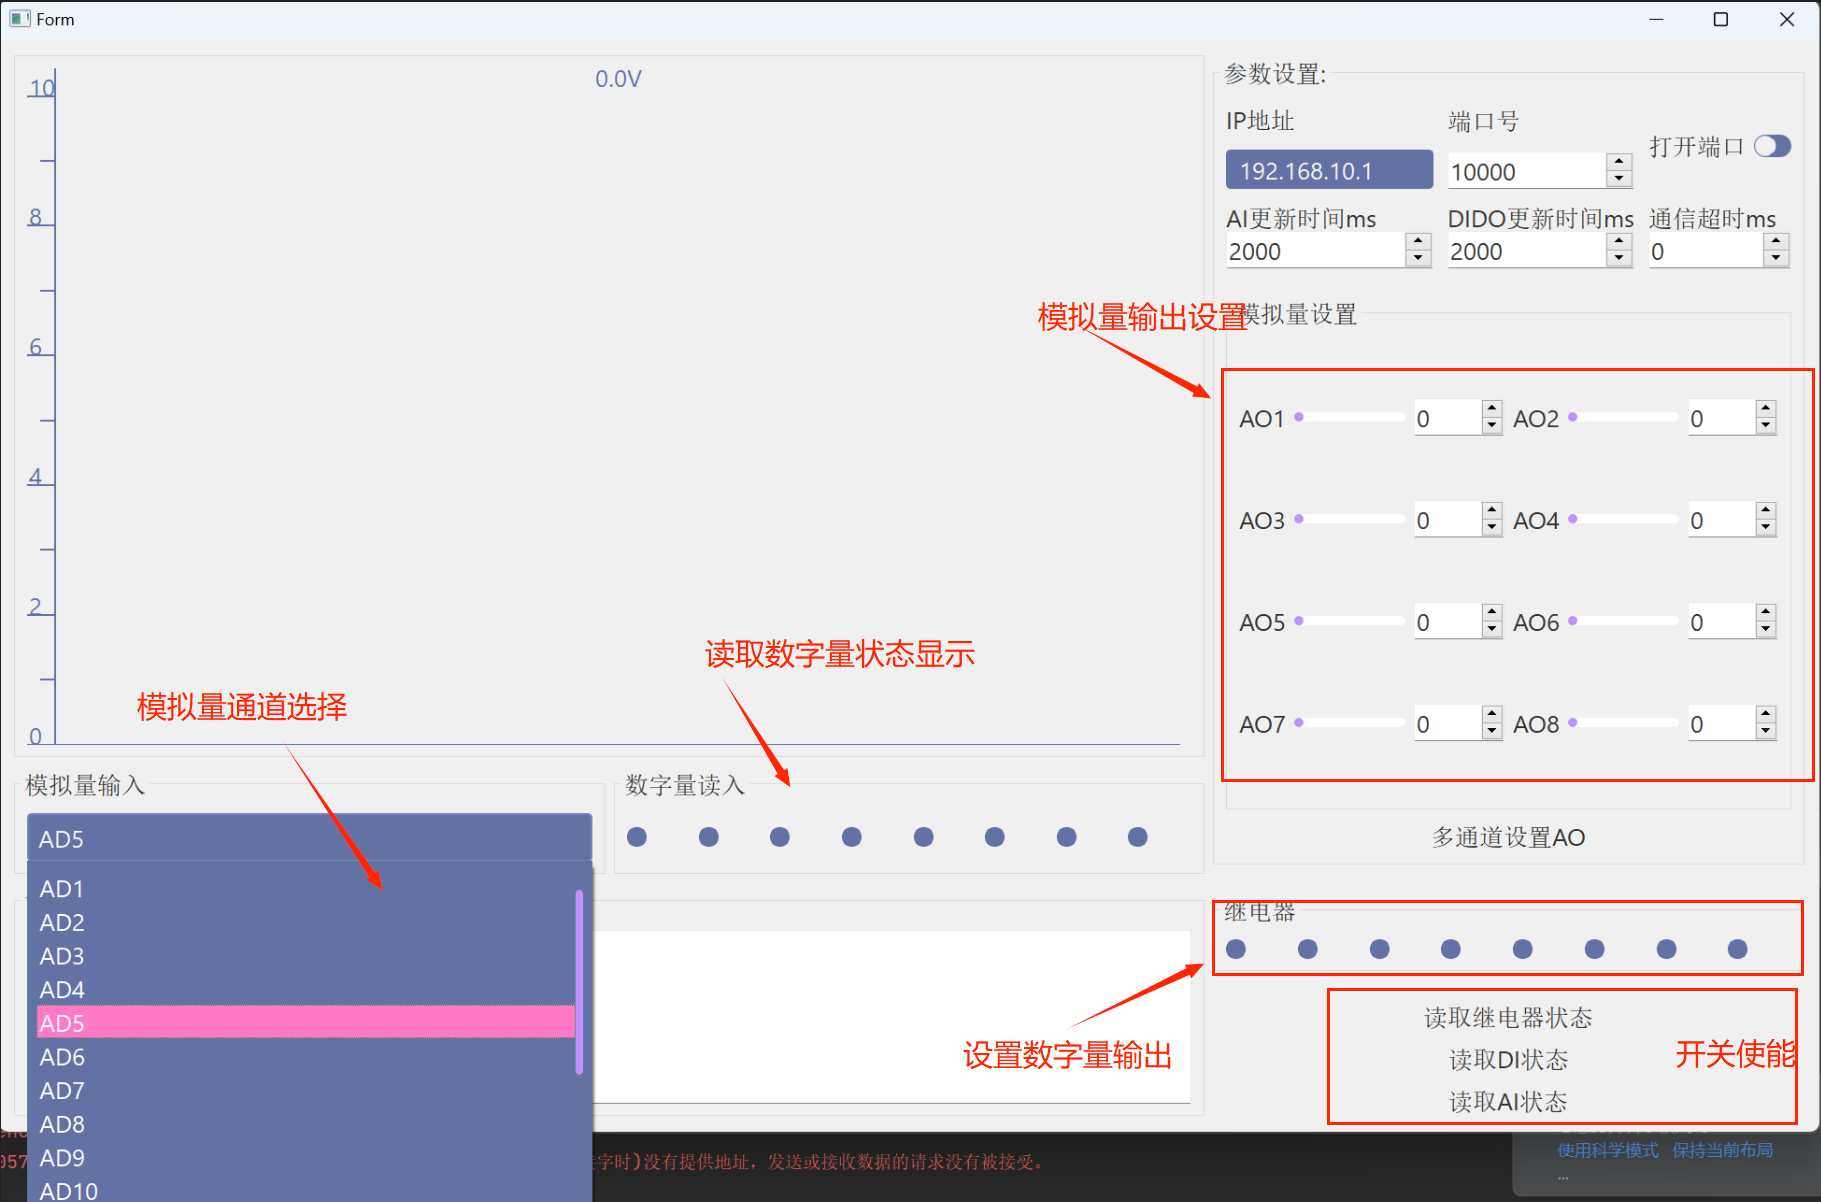 Form
0.0V
10
8
6
4
2
0
参数设置:
IP地址
端口号
打开端口
192.168.10.1
10000
AI更新时间ms
DIDO更新时间ms
通信超时ms
2000
2000
0
模拟量输出设置
模拟量设置
AO1
0
AO2
0
AO3
0
AO4
0
AO5
0
AO6
0
AO7
0
AO8
0
多通道设置AO
读取数字量状态显示
模拟量通道选择
模拟量输入
数字量读入
AD5
AD1
AD2
AD3
AD4
AD5
AD6
AD7
AD8
AD9
AD10
继电器
设置数字量输出
读取继电器状态
读取DI状态
读取AI状态
开关使能
057
字时)没有提供地址，发送或接收数据的请求没有被接受。
使用科学模式 保持当前布局
...